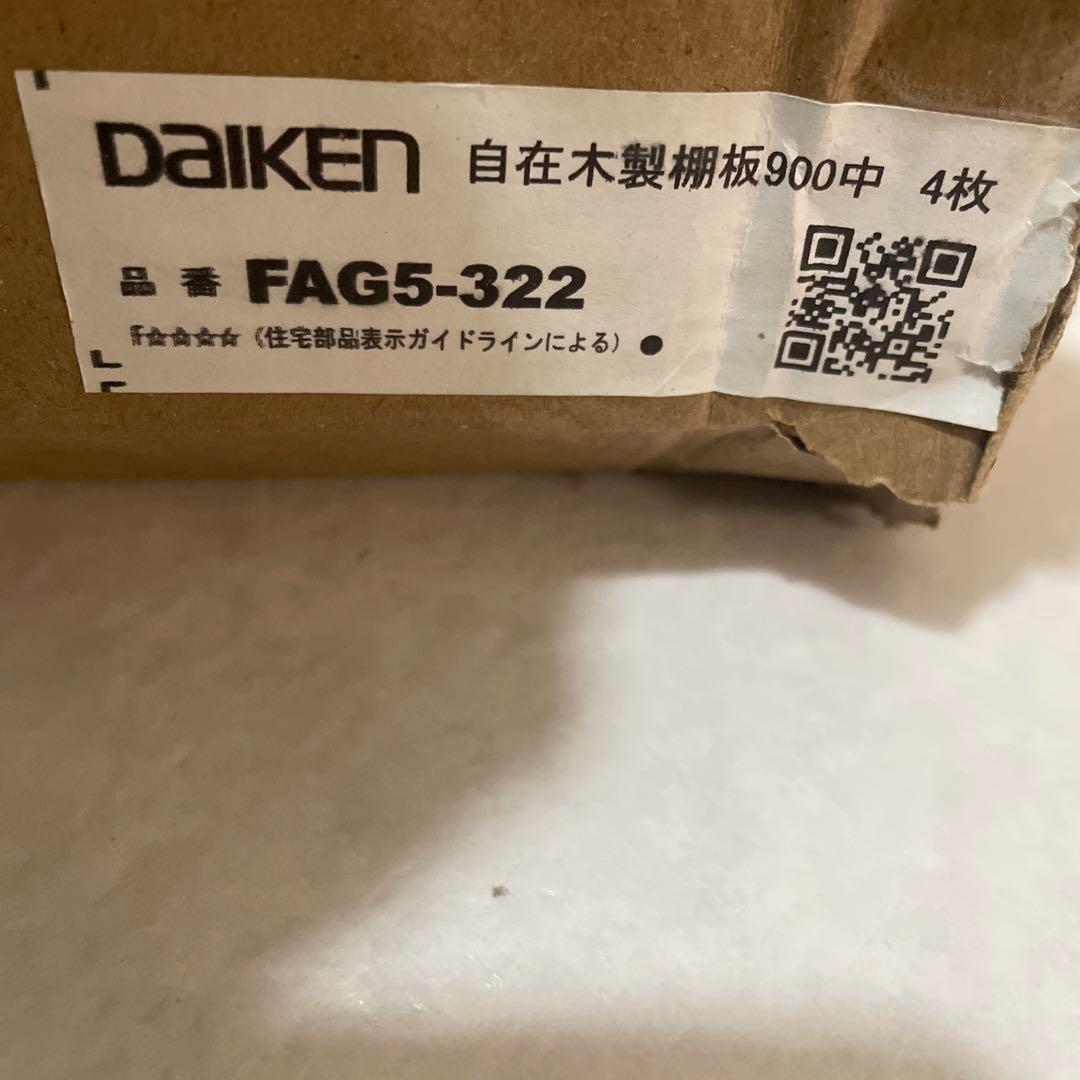 DAIKEN 自在木製棚板900中 4枚
品番 FAG5-322
F☆☆☆☆ (住宅部品表示ガイドラインによる) ●